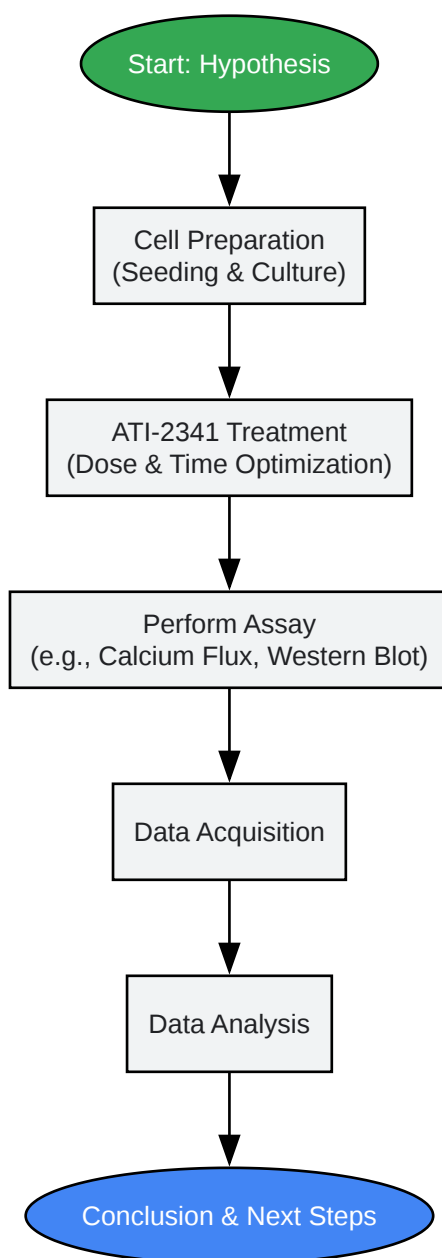 Start: Hypothesis
Cell Preparation
(Seeding & Culture)
ATI-2341 Treatment
(Dose & Time Optimization)
Perform Assay
(e.g., Calcium Flux, Western Blot)
Data Acquisition
Data Analysis
Conclusion & Next Steps